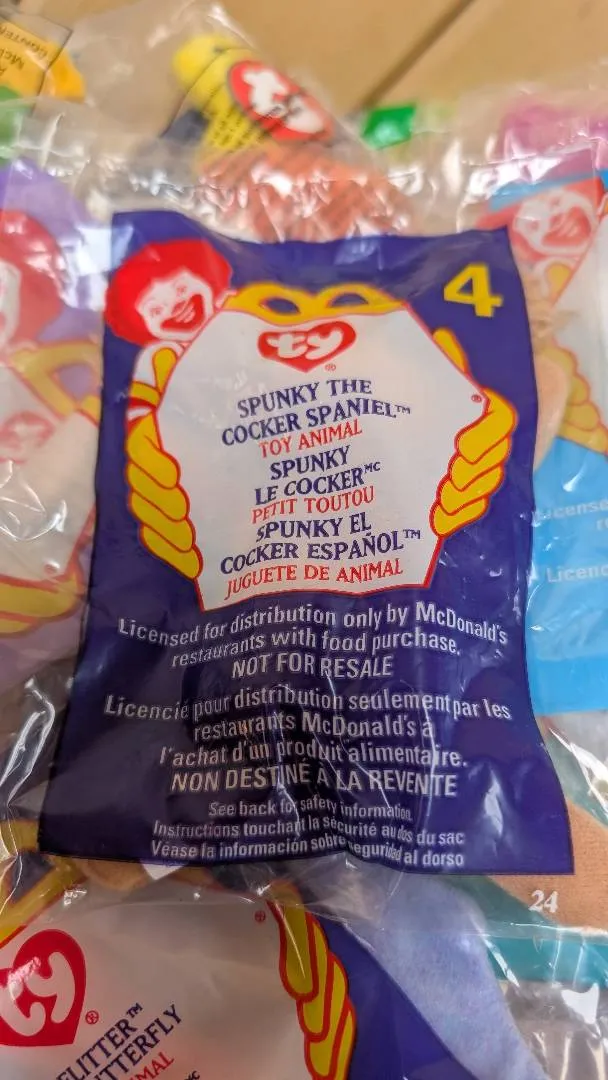 4
ty®
SPUNKY THE
COCKER SPANIEL™
TOY ANIMAL
SPUNKY
LE COCKERMC
PETIT TOUTOU
SPUNKY EL
COCKER ESPAÑOL™
JUGUETE DE ANIMAL
Licensed for distribution only by McDonald's
restaurants with food purchase.
NOT FOR RESALE
Licencié pour distribution seulement par les
restaurants McDonald's à
l'achat d'un produit alimentaire.
NON DESTINÉ À LA REVENTE
See back for safety information.
Instructions touchant la sécurité au dos du sac
Véase la información sobre seguridad al dorso
24
ty®
FLITTER™
BUTTERFLY
Licens
Licenc